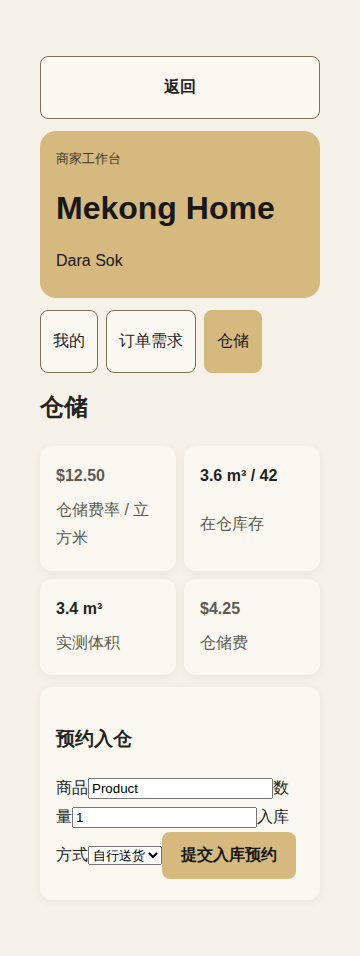 返回
商家工作台
Mekong Home
Dara Sok
我的 订单需求 仓储
仓储
$12.50
仓储费率 / 立
方米
3.6 m³ / 42
在仓库存
3.4 m³
实测体积
$4.25
仓储费
预约入仓
商品 Product 数
量 1 入库
方式 自行送货 提交入库预约